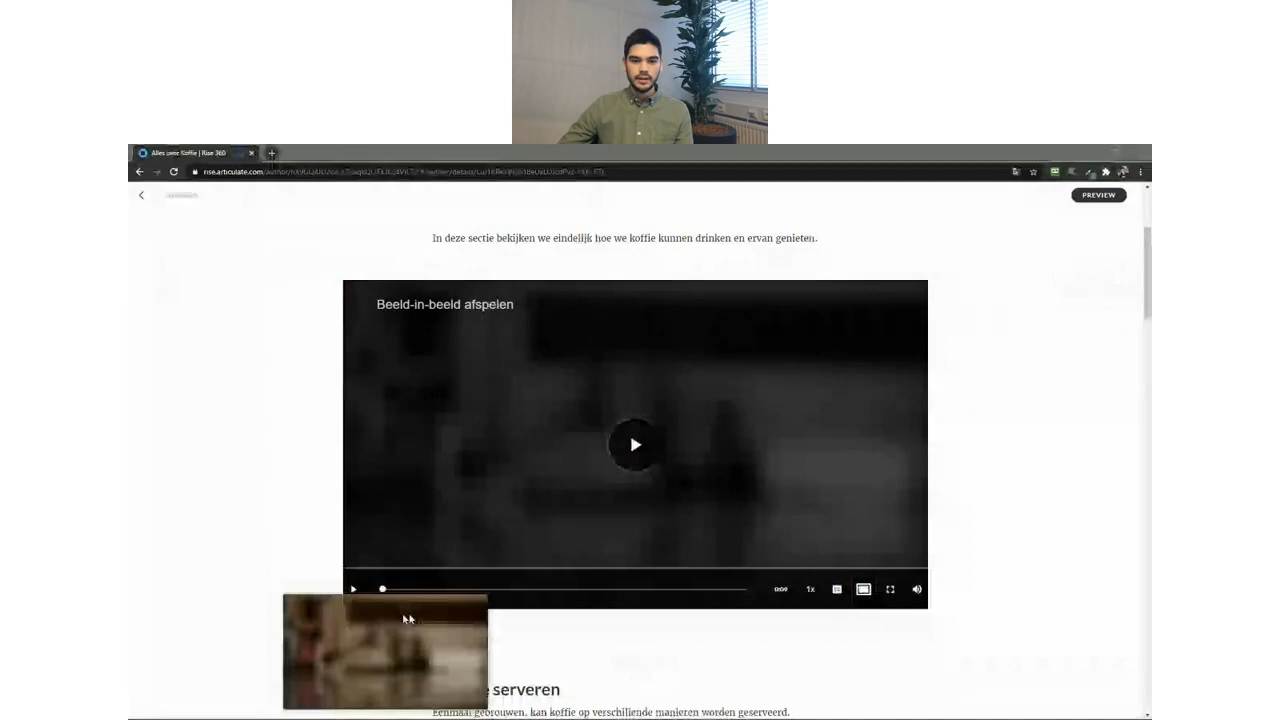 Alles over Koffie | Rise 360
rise.articulate.com
PREVIEW
In deze sectie bekijken we eindelijk hoe we koffie kunnen drinken en ervan genieten.
Beeld-in-beeld afspelen
0:09 1x
serveren
Eenmaal gebrouwen, kan koffie op verschillende manieren worden geserveerd.